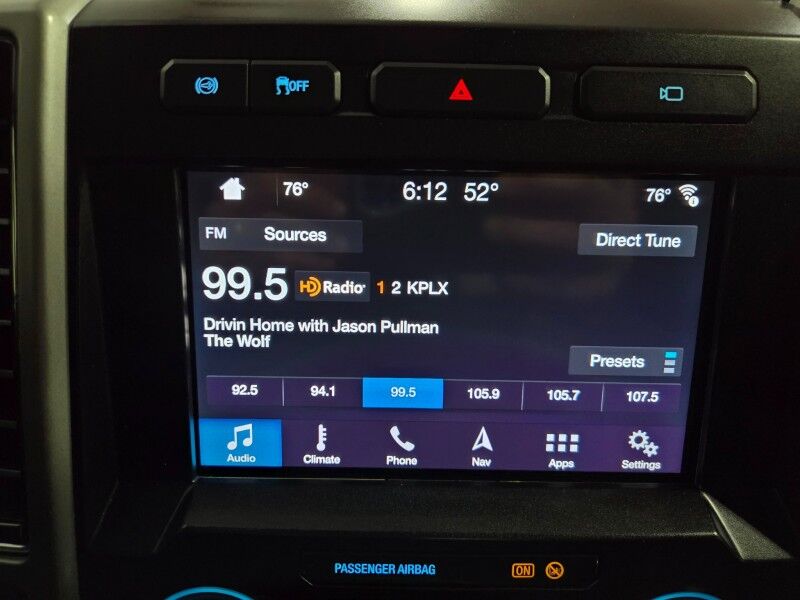 OFF
76° 6:12 52° 76°
FM Sources Direct Tune
99.5 HD Radio 1 2 KPLX
Drivin Home with Jason Pullman
The Wolf
Presets
92.5 94.1 99.5 105.9 105.7 107.5
Audio Climate Phone Nav Apps Settings
PASSENGER AIRBAG ON